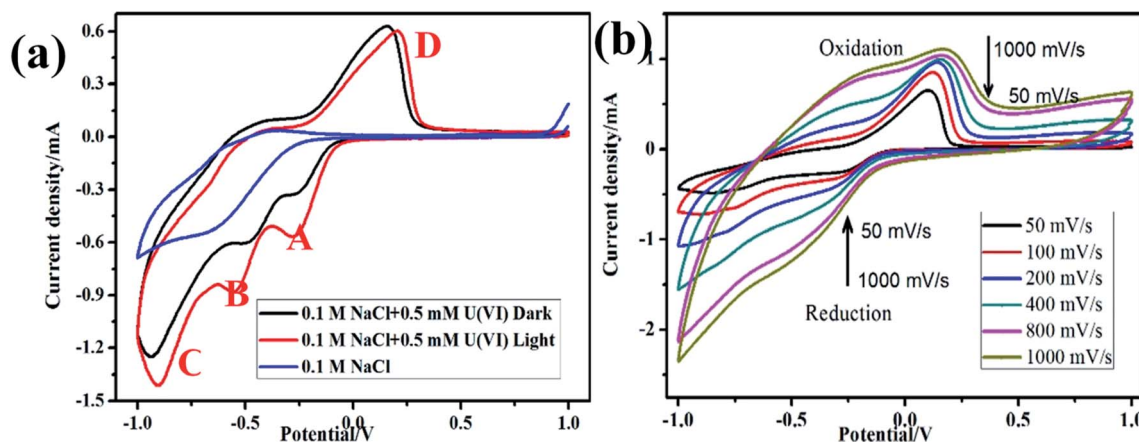 (a)
Current density/mA
0.6
0.3
0.0
-0.3
-0.6
-0.9
-1.2
-1.5
D
A
B
C
0.1 M NaCl+0.5 mM U(VI) Dark
0.1 M NaCl+0.5 mM U(VI) Light
0.1 M NaCl
-1.0
-0.5
0.0
0.5
1.0
Potential/V
(b)
Current density/mA
1
0
-1
-2
Oxidation
1000 mV/s
50 mV/s
50 mV/s
1000 mV/s
Reduction
50 mV/s
100 mV/s
200 mV/s
400 mV/s
800 mV/s
1000 mV/s
-1.0
-0.5
0.0
0.5
1.0
Potential/V